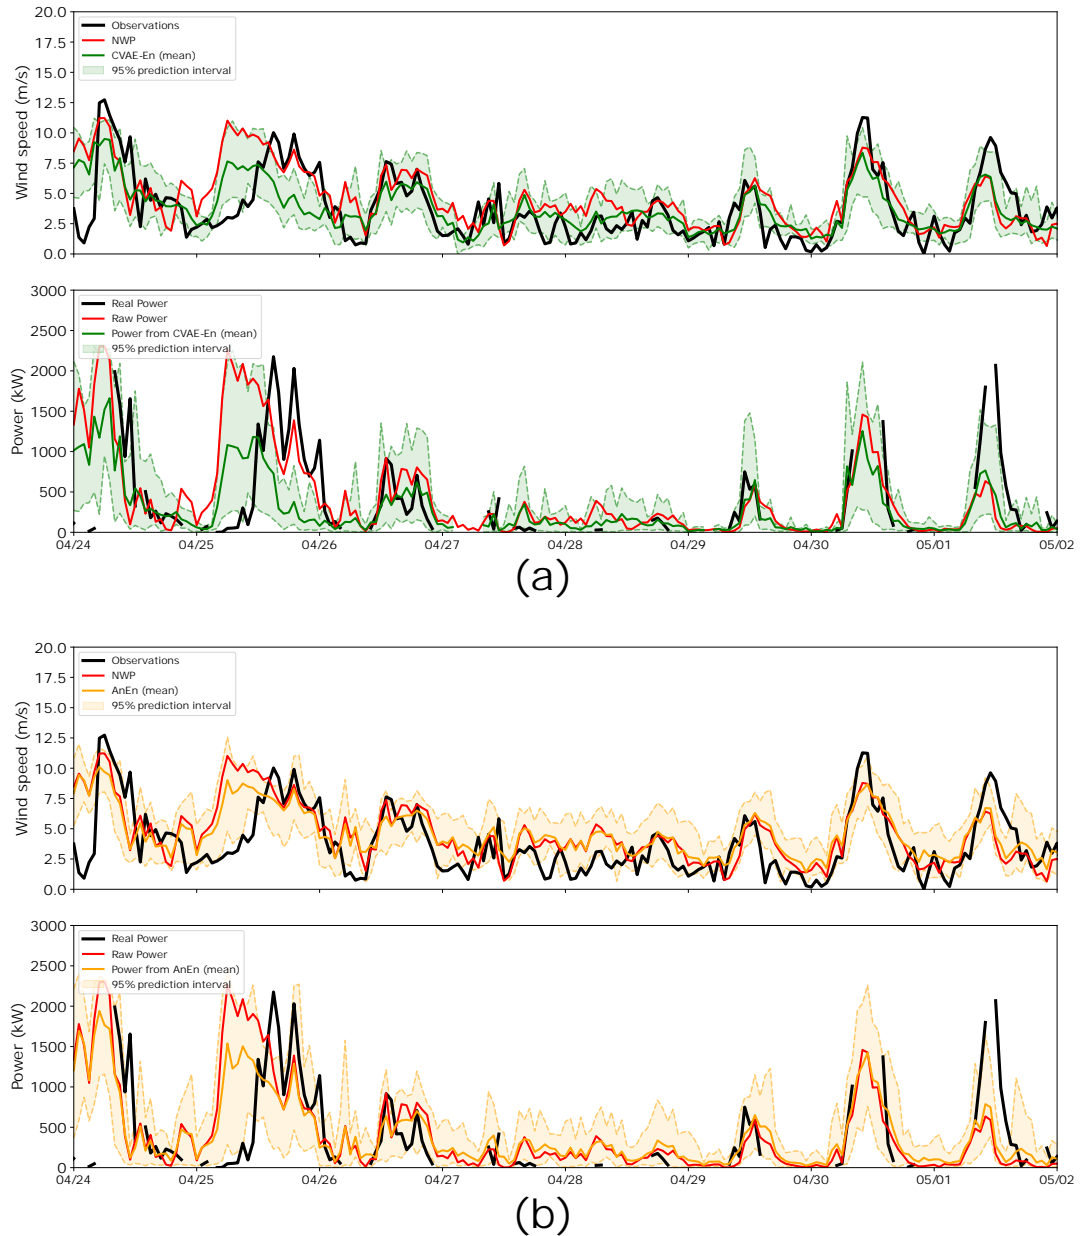 20.0
17.5
15.0
12.5
10.0
7.5
5.0
2.5
0.0
Wind speed (m/s)
Observations
NWP
CVAE-En (mean)
95% prediction interval
3000
2500
2000
1500
1000
500
0
Power (kW)
Real Power
Raw Power
Power from CVAE-En (mean)
95% prediction interval
04/24 04/25 04/26 04/27 04/28 04/29 04/30 05/01 05/02
(a)
20.0
17.5
15.0
12.5
10.0
7.5
5.0
2.5
0.0
Wind speed (m/s)
Observations
NWP
AnEn (mean)
95% prediction interval
3000
2500
2000
1500
1000
500
0
Power (kW)
Real Power
Raw Power
Power from AnEn (mean)
95% prediction interval
04/24 04/25 04/26 04/27 04/28 04/29 04/30 05/01 05/02
(b)